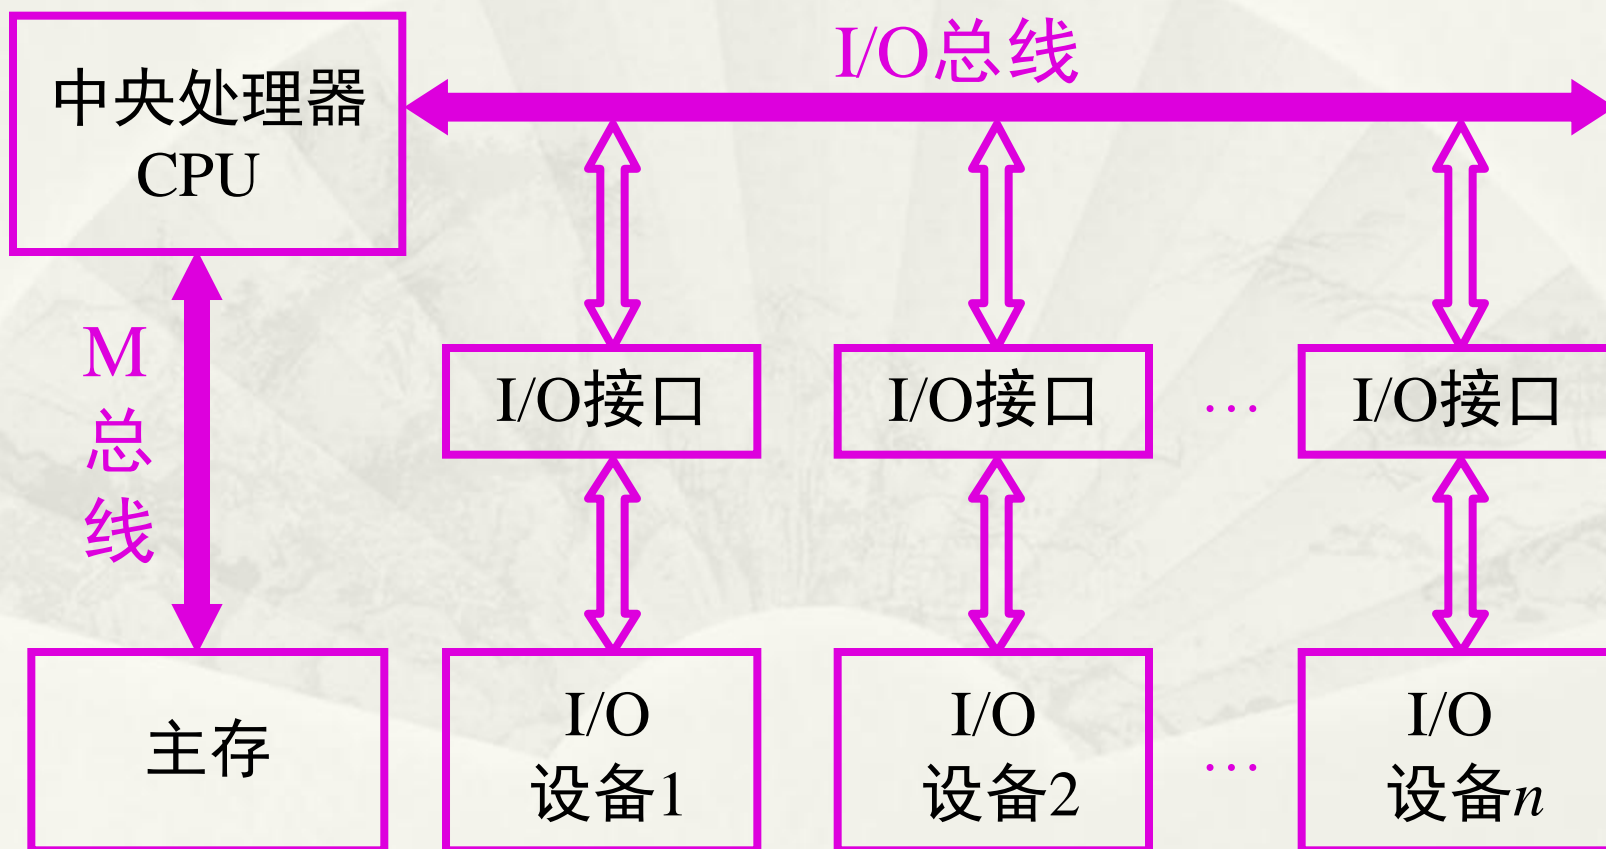 中央处理器
CPU
I/O总线
M
总
线
I/O接口
I/O接口
…
I/O接口
主存
I/O
设备1
I/O
设备2
…
I/O
设备n